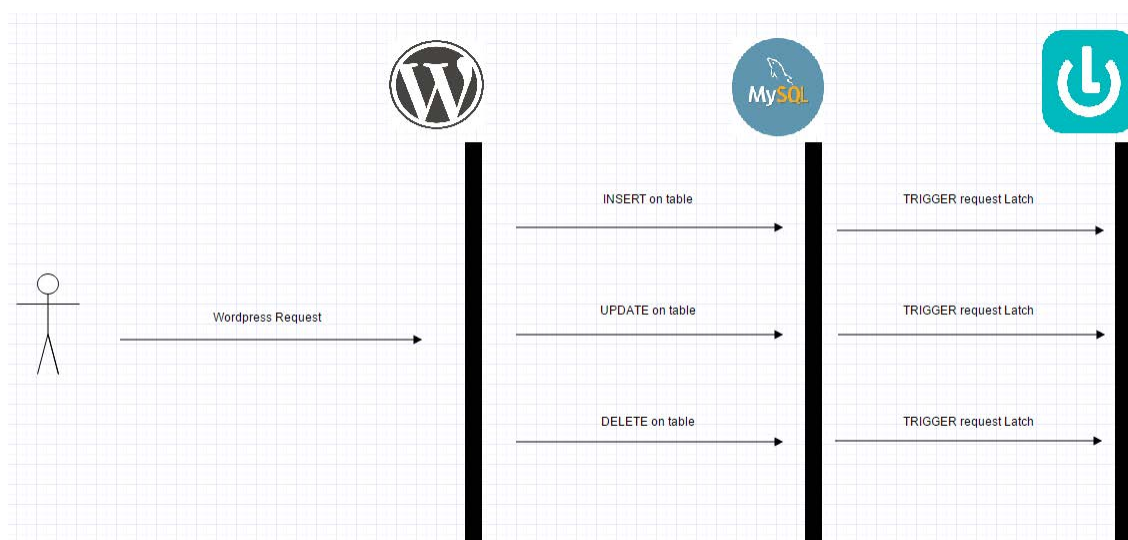 W
MySQL
INSERT on table
TRIGGER request Latch
UPDATE on table
TRIGGER request Latch
Wordpress Request
DELETE on table
TRIGGER request Latch